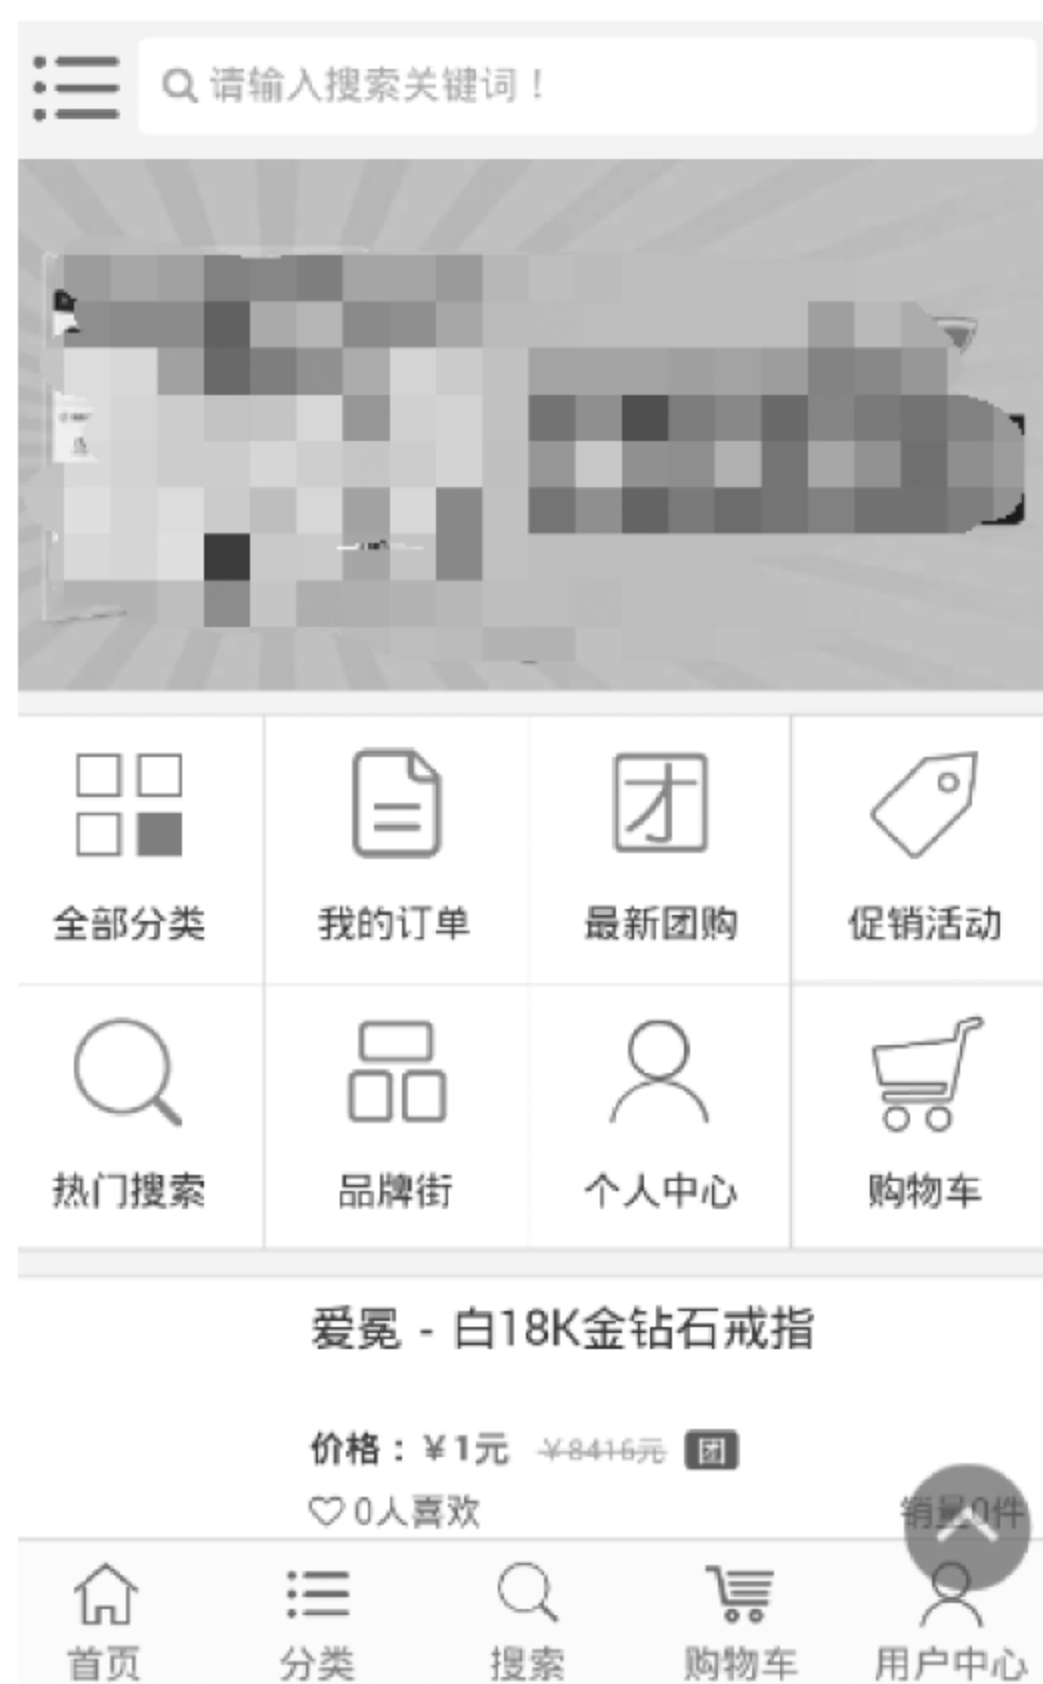 请输入搜索关键词！
全部分类 我的订单 最新团购 促销活动
热门搜索 品牌街 个人中心 购物车
爱冕 - 白18K金钻石戒指
价格：￥1元 ￥8416元 团
♡0人喜欢 销量0件
首页 分类 搜索 购物车 用户中心